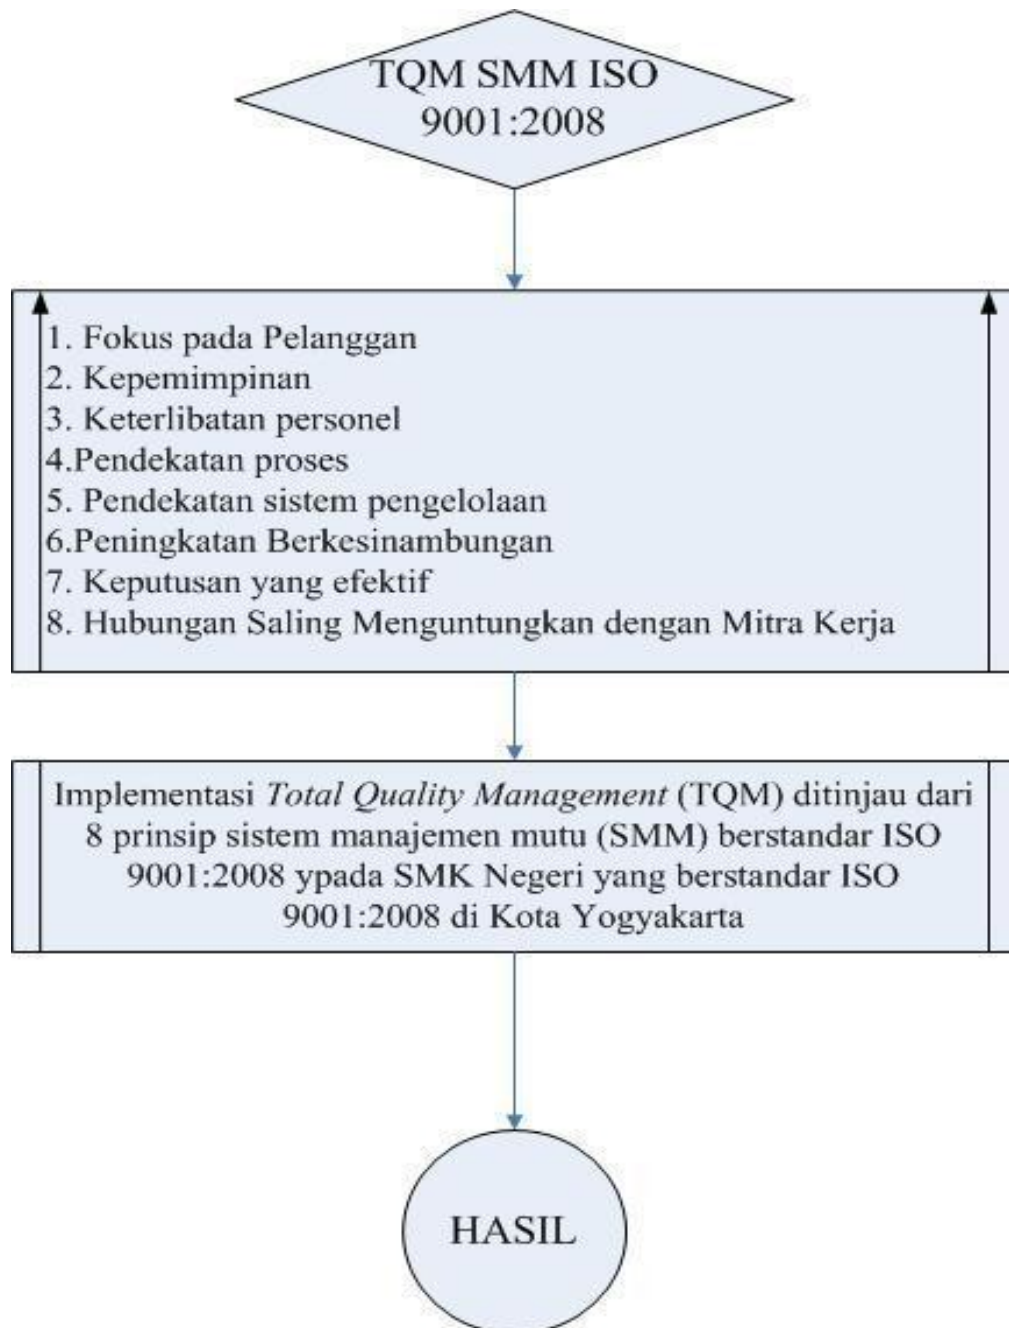 TQM SMM ISO
9001:2008
1. Fokus pada Pelanggan
2. Kepemimpinan
3. Keterlibatan personel
4.Pendekatan proses
5. Pendekatan sistem pengelolaan
6.Peningkatan Berkesinambungan
7. Keputusan yang efektif
8. Hubungan Saling Menguntungkan dengan Mitra Kerja
Implementasi Total Quality Management (TQM) ditinjau dari
8 prinsip sistem manajemen mutu (SMM) berstandar ISO
9001:2008 ypada SMK Negeri yang berstandar ISO
9001:2008 di Kota Yogyakarta
HASIL